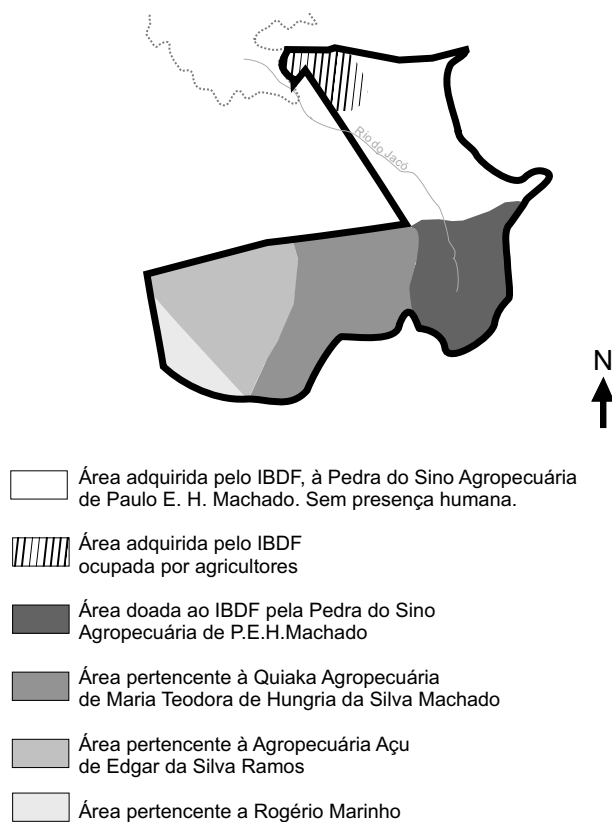 Rio do Jacó
N
Área adquirida pelo IBDF, à Pedra do Sino Agropecuária
de Paulo E. H. Machado. Sem presença humana.
Área adquirida pelo IBDF
ocupada por agricultores
Área doada ao IBDF pela Pedra do Sino
Agropecuária de P.E.H.Machado
Área pertencente à Quiaka Agropecuária
de Maria Teodora de Hungria da Silva Machado
Área pertencente à Agropecuária Açu
de Edgar da Silva Ramos
Área pertencente a Rogério Marinho